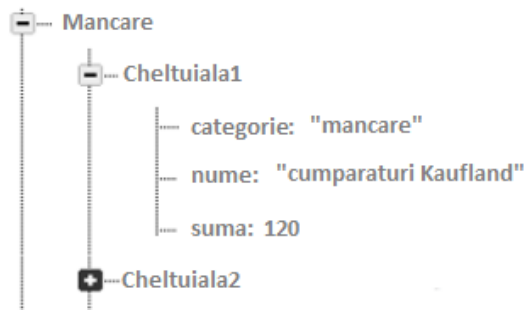 Mancare
Cheltuiala1
categorie: "mancare"
nume: "cumparaturi Kaufland"
suma: 120
Cheltuiala2